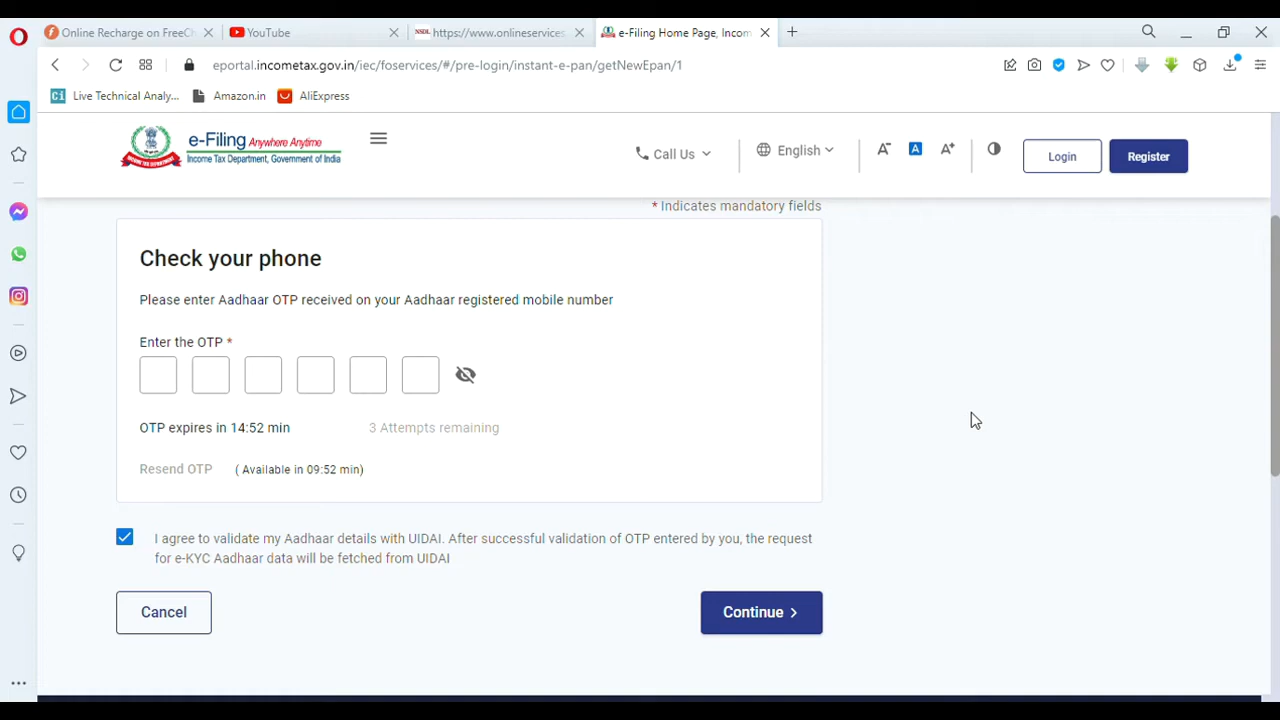 Online Recharge on FreeC
YouTube
NSDL https://www.onlineservices
e-Filing Home Page, Incom
eportal.incometax.gov.in/iec/foservices/#/pre-login/instant-e-pan/getNewEpan/1
Ci Live Technical Analy...
Amazon.in
AliExpress
e-Filing Anywhere Anytime
Income Tax Department, Government of India
Call Us
English
A-
A
A+
Login
Register
* Indicates mandatory fields
Check your phone
Please enter Aadhaar OTP received on your Aadhaar registered mobile number
Enter the OTP *
OTP expires in 14:52 min
3 Attempts remaining
Resend OTP
( Available in 09:52 min)
I agree to validate my Aadhaar details with UIDAI. After successful validation of OTP entered by you, the request
for e-KYC Aadhaar data will be fetched from UIDAI
Cancel
Continue >